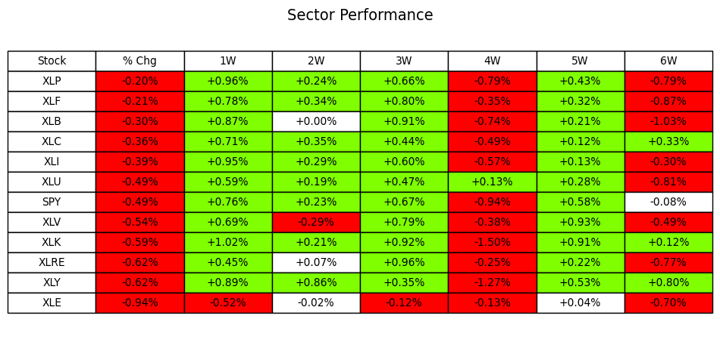 Sector Performance
Stock % Chg 1W 2W 3W 4W 5W 6W
XLP -0.20% +0.96% +0.24% +0.66% -0.79% +0.43% -0.79%
XLF -0.21% +0.78% +0.34% +0.80% -0.35% +0.32% -0.87%
XLB -0.30% +0.87% +0.00% +0.91% -0.74% +0.21% -1.03%
XLC -0.36% +0.71% +0.35% +0.44% -0.49% +0.12% +0.33%
XLI -0.39% +0.95% +0.29% +0.60% -0.57% +0.13% -0.30%
XLU -0.49% +0.59% +0.19% +0.47% +0.13% +0.28% -0.81%
SPY -0.49% +0.76% +0.23% +0.67% -0.94% +0.58% -0.08%
XLV -0.54% +0.69% -0.29% +0.79% -0.38% +0.93% -0.49%
XLK -0.59% +1.02% +0.21% +0.92% -1.50% +0.91% +0.12%
XLRE -0.62% +0.45% +0.07% +0.96% -0.25% +0.22% -0.77%
XLY -0.62% +0.89% +0.86% +0.35% -1.27% +0.53% +0.80%
XLE -0.94% -0.52% -0.02% -0.12% -0.13% +0.04% -0.70%